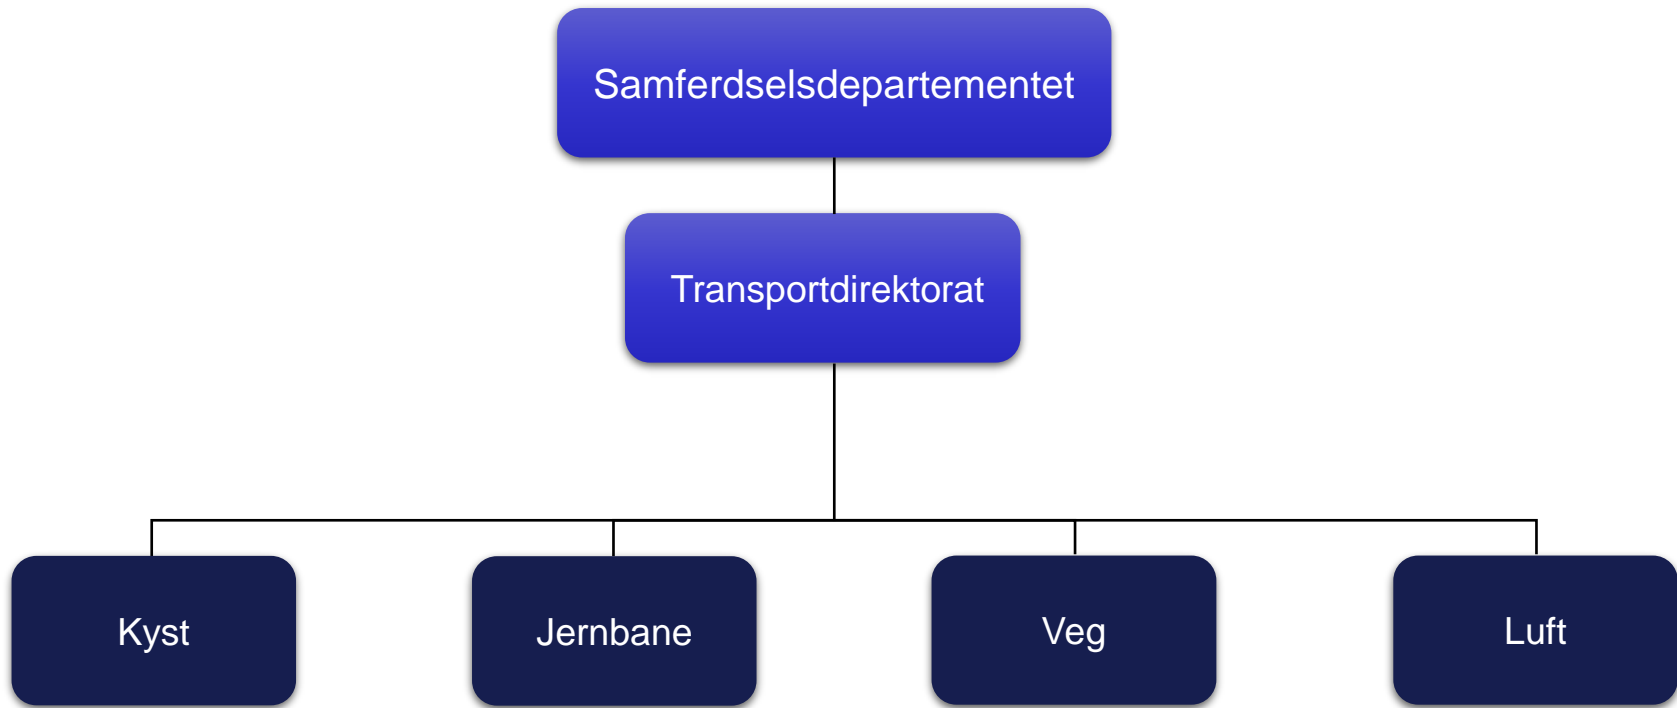 Samferdselsdepartementet
Transportdirektorat
Kyst
Jernbane
Veg
Luft